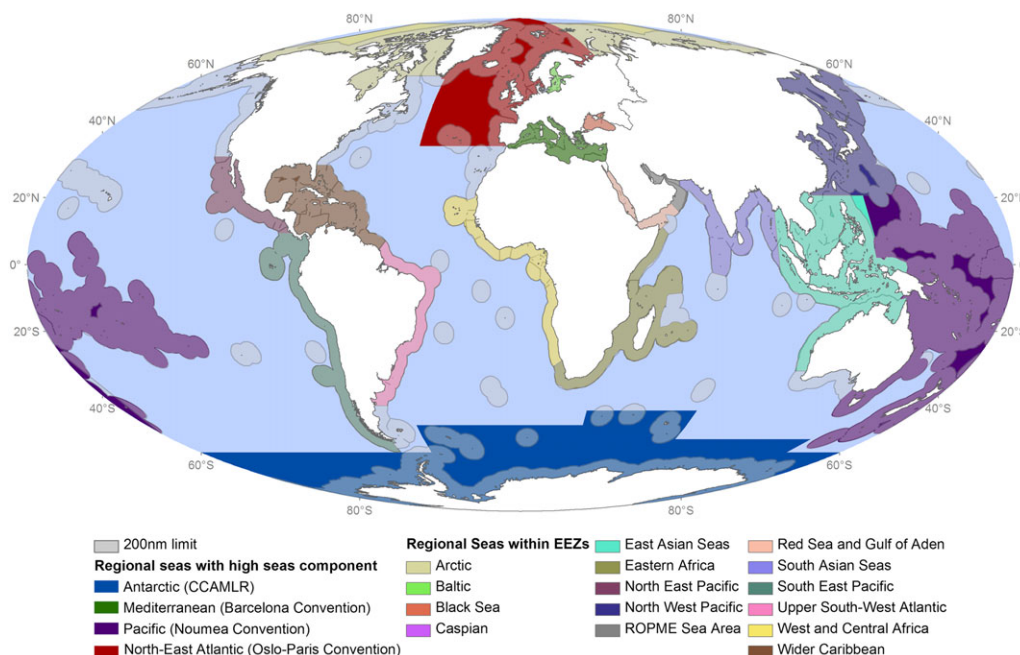 80°N 80°N
60°N 60°N
40°N 40°N
20°N 20°N
0° 0°
20°S 20°S
40°S 40°S
60°S 60°S
80°S 80°S
200nm limit
Regional seas with high seas component
Antarctic (CCAMLR)
Mediterranean (Barcelona Convention)
Pacific (Noumea Convention)
North-East Atlantic (Oslo-Paris Convention)
Regional Seas within EEZs
Arctic
Baltic
Black Sea
Caspian
East Asian Seas
Eastern Africa
North East Pacific
North West Pacific
ROPME Sea Area
Red Sea and Gulf of Aden
South Asian Seas
South East Pacific
Upper South-West Atlantic
West and Central Africa
Wider Caribbean